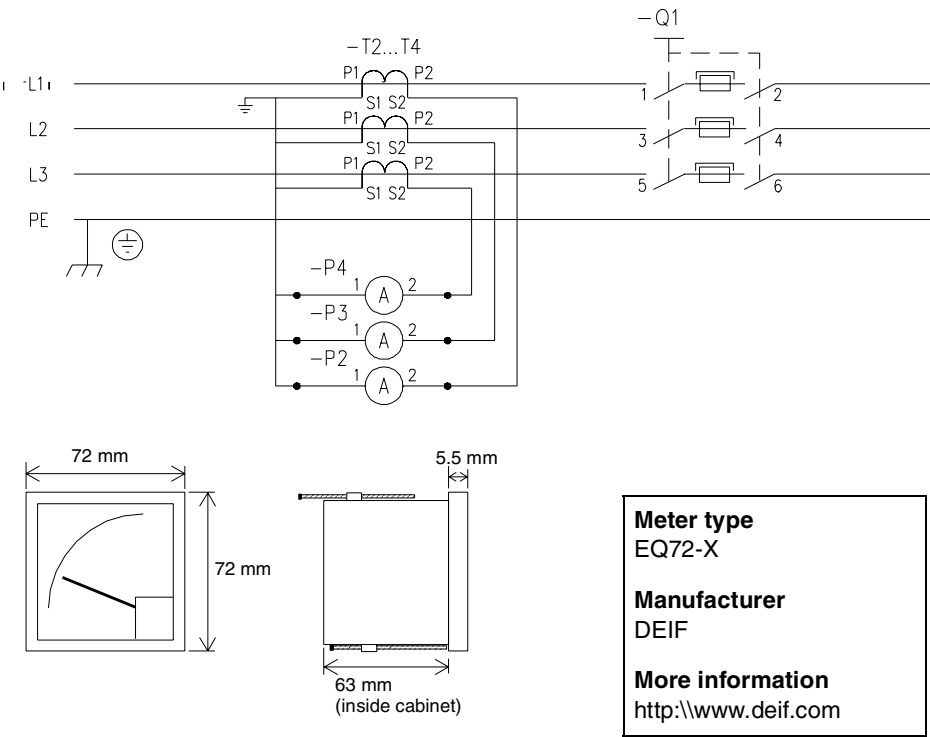 -Q1
-T2...T4
P1 P2
-L1
S1 S2
1 2
P1 P2
L2
S1 S2
3 4
P1 P2
L3
S1 S2
5 6
PE
-P4
1 A 2
-P3
1 A 2
-P2
1 A 2
72 mm
5.5 mm
72 mm
63 mm
(inside cabinet)
Meter type
EQ72-X
Manufacturer
DEIF
More information
http:\\www.deif.com